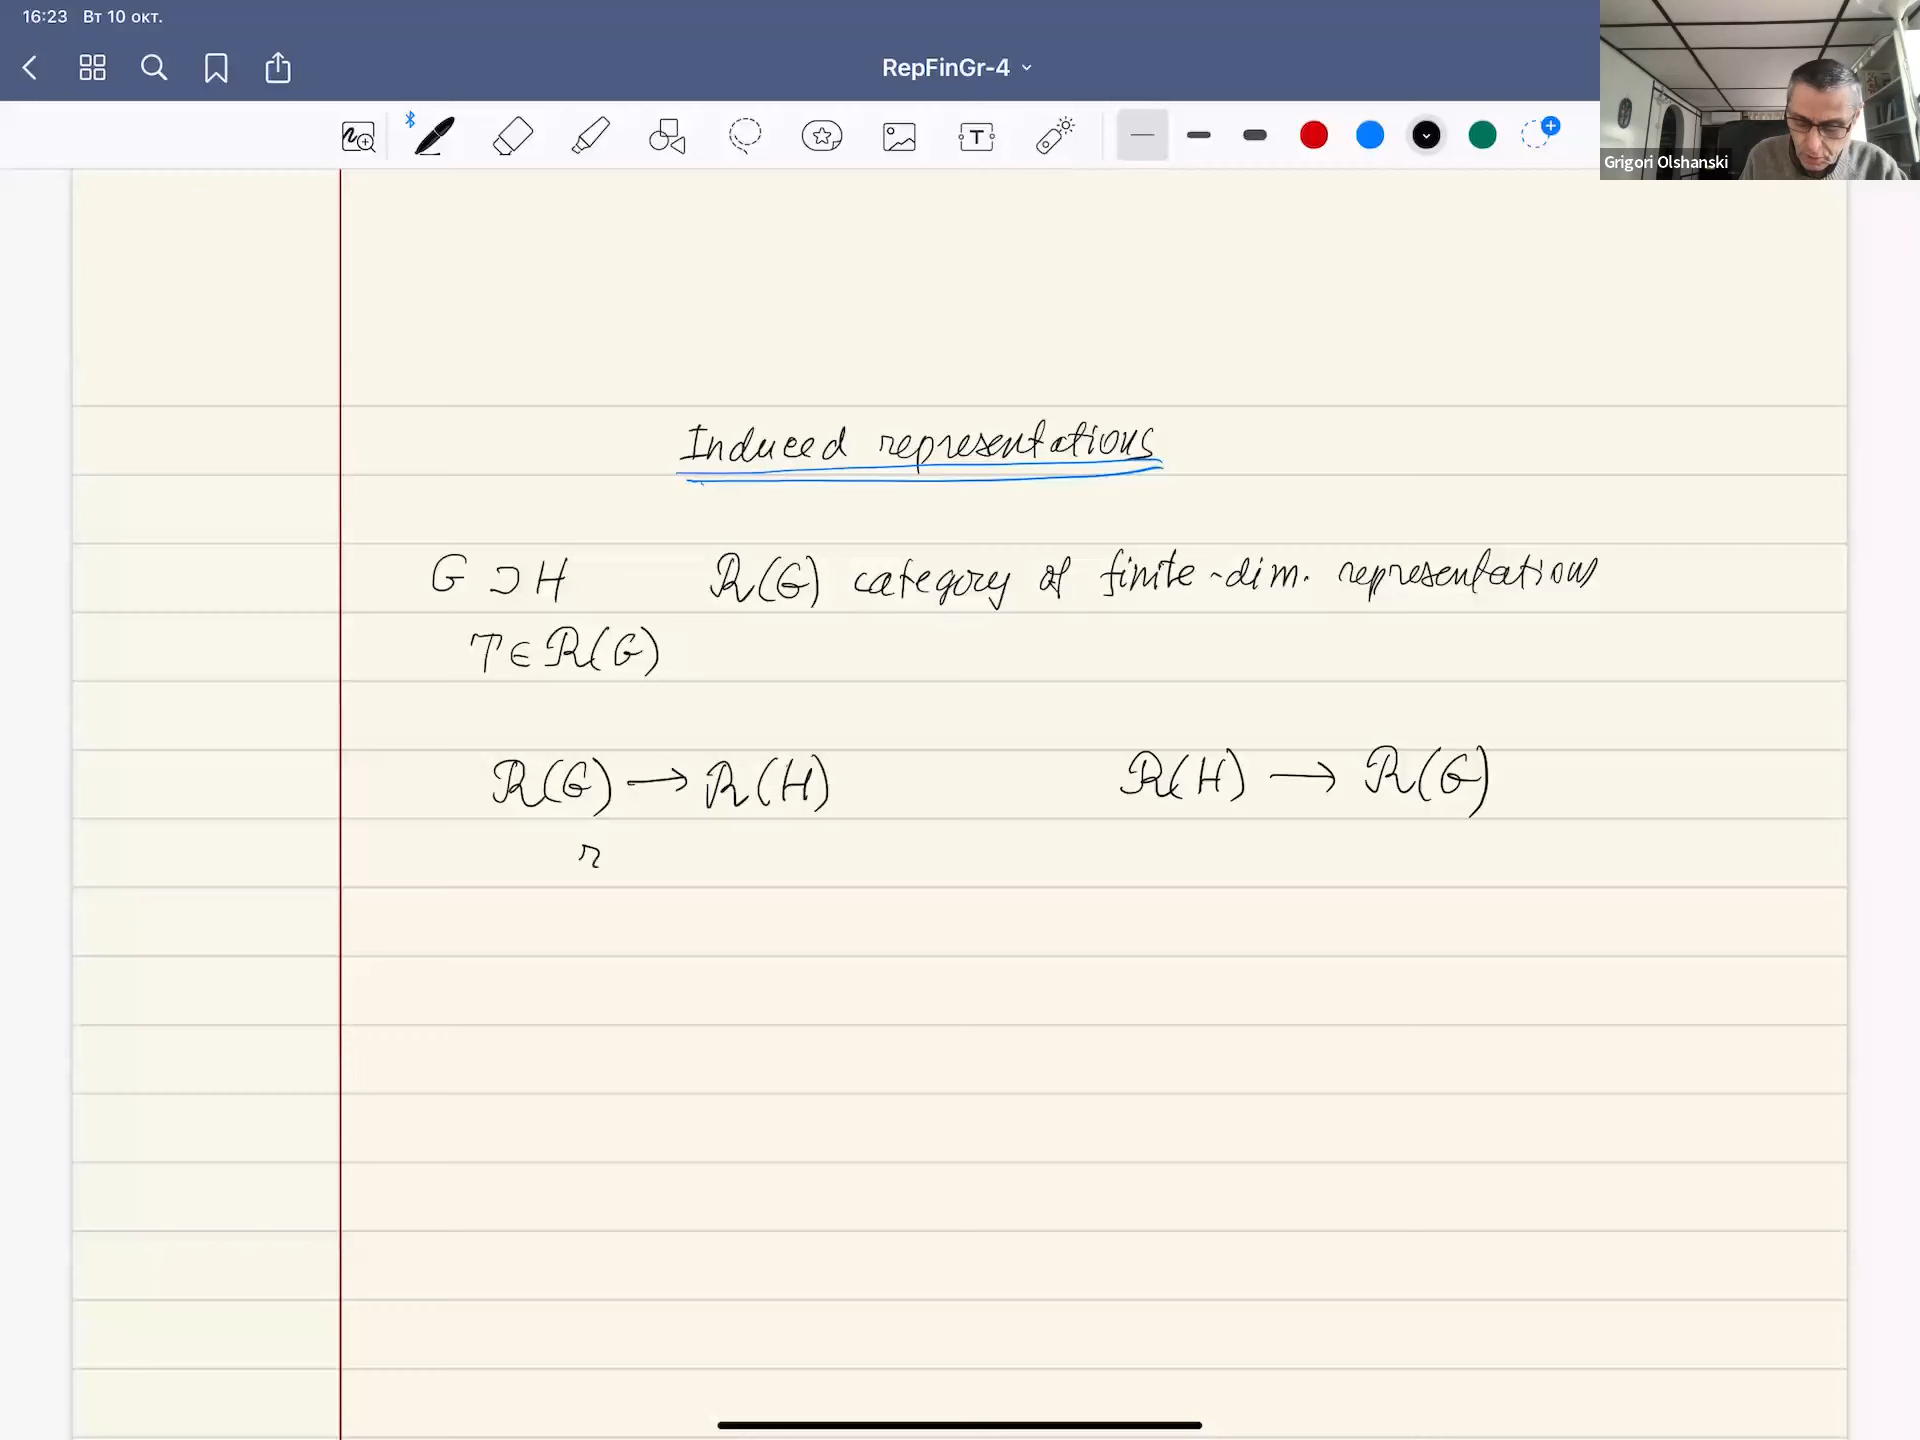 16:23 Вт 10 окт.
RepFinGr-4
Grigori Olshanski
Induced representations
G ⊃ H R(G) category of finite-dim. representations
T ∈ R(G)
R(G) → R(H) R(H) → R(G)
r